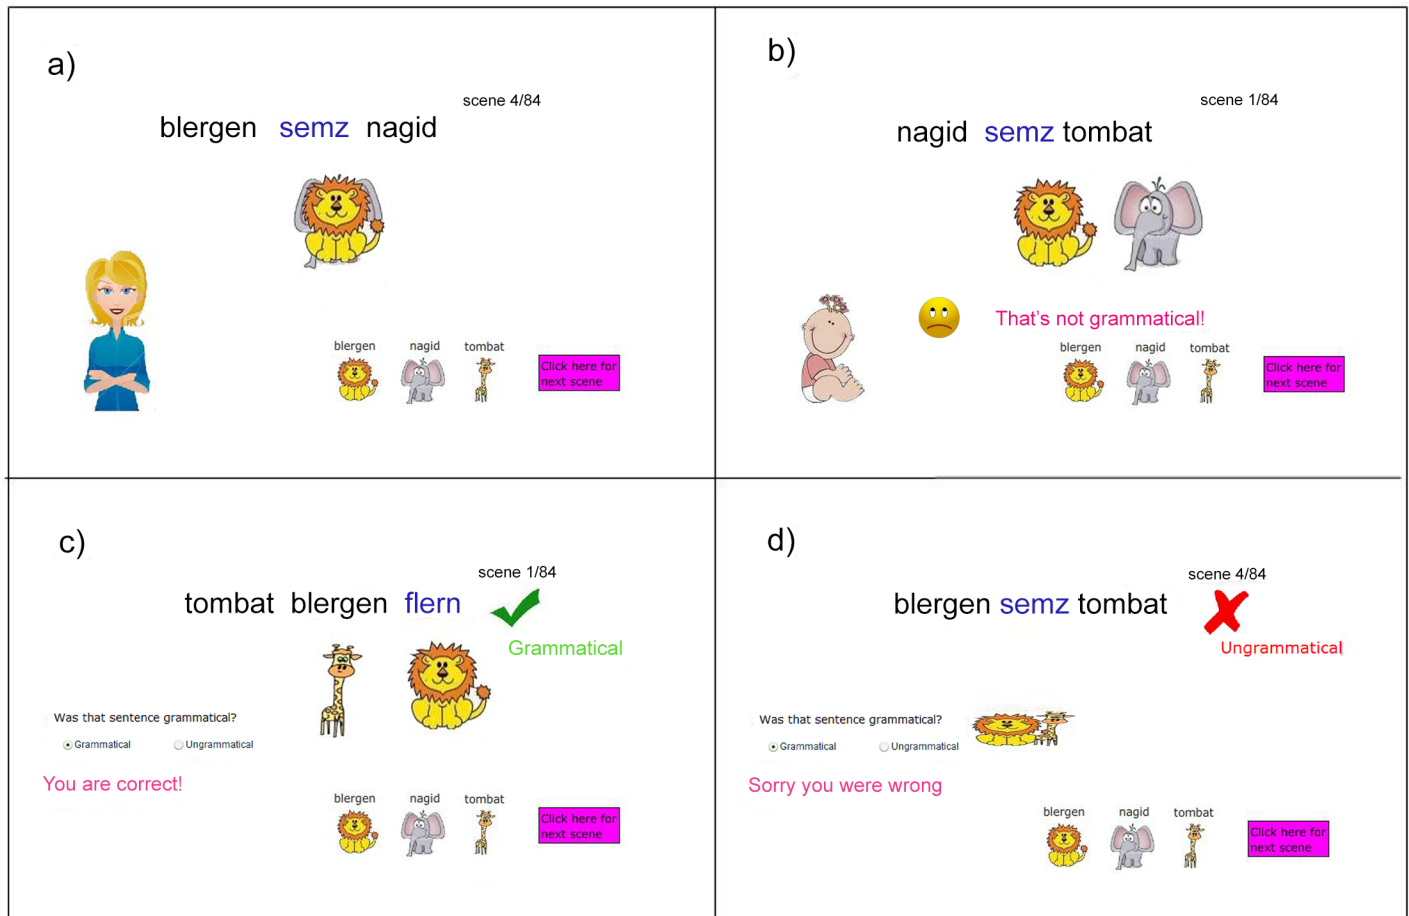 a)
scene 4/84
blergen semz nagid
blergen nagid tombat
Click here for
next scene
b)
scene 1/84
nagid semz tombat
That's not grammatical!
blergen nagid tombat
Click here for
next scene
c)
scene 1/84
tombat blergen flern
Grammatical
Was that sentence grammatical?
Grammatical Ungrammatical
You are correct!
blergen nagid tombat
Click here for
next scene
d)
scene 4/84
blergen semz tombat
Ungrammatical
Was that sentence grammatical?
Grammatical Ungrammatical
Sorry you were wrong
blergen nagid tombat
Click here for
next scene